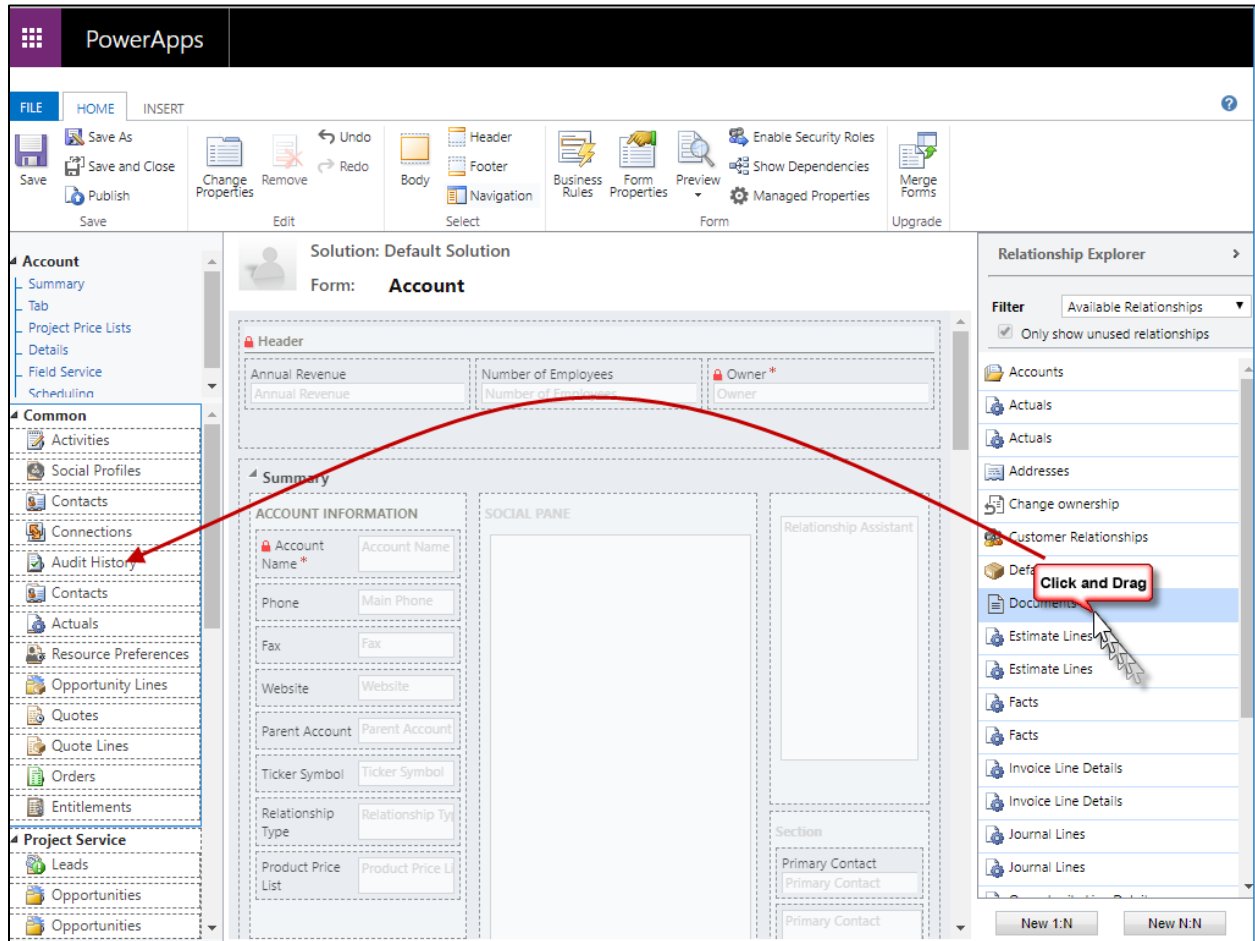 PowerApps
FILE
HOME
INSERT
Save
Save As
Save and Close
Publish
Save
Change
Properties
Remove
Undo
Redo
Edit
Body
Header
Footer
Navigation
Select
Business
Rules
Form
Properties
Preview
Enable Security Roles
Show Dependencies
Managed Properties
Form
Merge
Forms
Upgrade
Account
Summary
Tab
Project Price Lists
Details
Field Service
Scheduling
Common
Activities
Social Profiles
Contacts
Connections
Audit History
Contacts
Actuals
Resource Preferences
Opportunity Lines
Quotes
Quote Lines
Orders
Entitlements
Project Service
Leads
Opportunities
Opportunities
Solution: Default Solution
Form: Account
Header
Annual Revenue
Annual Revenue
Number of Employees
Number of Employees
Owner *
Owner
Summary
ACCOUNT INFORMATION
Account
Name *
Account Name
Phone
Main Phone
Fax
Fax
Website
Website
Parent Account
Parent Account
Ticker Symbol
Ticker Symbol
Relationship
Type
Relationship Ty
Product Price
List
Product Price Li
SOCIAL PANE
Relationship Assistant
Section
Primary Contact
Primary Contact
Primary Contact
Relationship Explorer
Filter
Available Relationships
Only show unused relationships
Accounts
Actuals
Actuals
Addresses
Change ownership
Customer Relationships
Defa
Click and Drag
Documents
Estimate Lines
Estimate Lines
Facts
Facts
Invoice Line Details
Invoice Line Details
Journal Lines
Journal Lines
New 1:N
New N:N